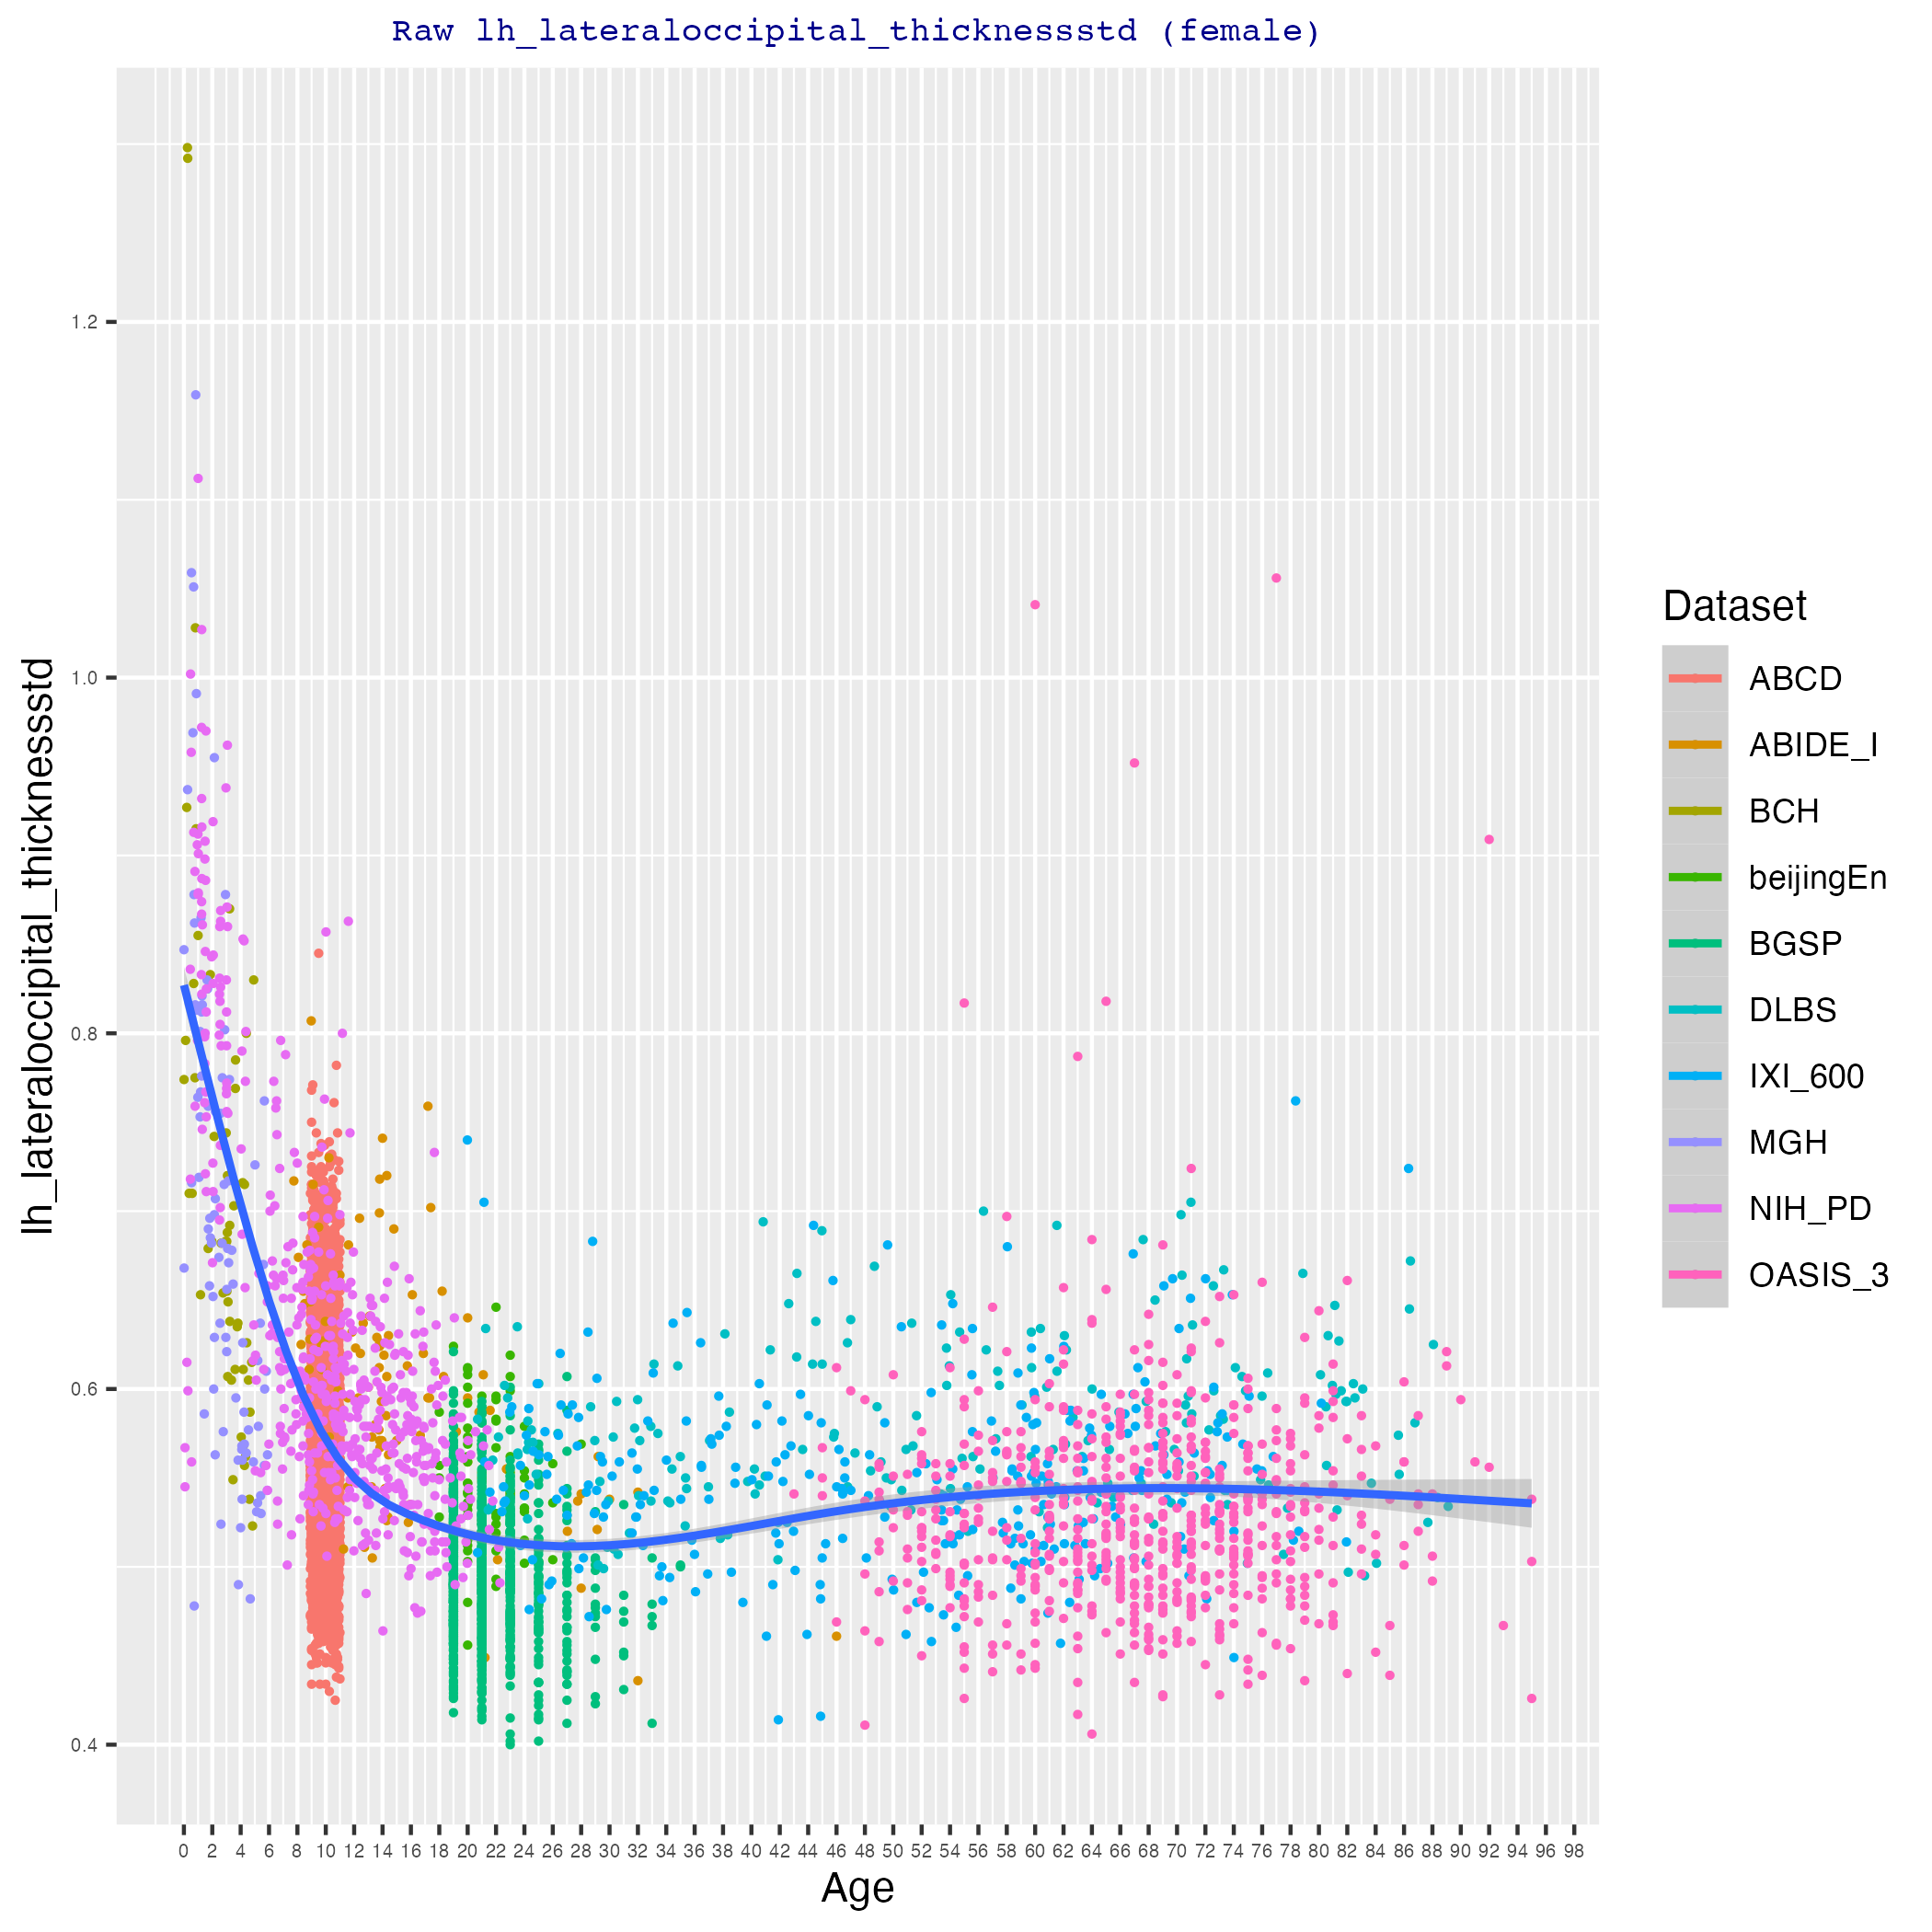 Raw lh_lateraloccipital_thicknessstd (female)
lh_lateraloccipital_thicknessstd
1.2
1.0
0.8
0.6
0.4
0 2 4 6 8 10 12 14 16 18 20 22 24 26 28 30 32 34 36 38 40 42 44 46 48 50 52 54 56 58 60 62 64 66 68 70 72 74 76 78 80 82 84 86 88 90 92 94 96 98
Age
Dataset
ABCD
ABIDE_I
BCH
beijingEn
BGSP
DLBS
IXI_600
MGH
NIH_PD
OASIS_3